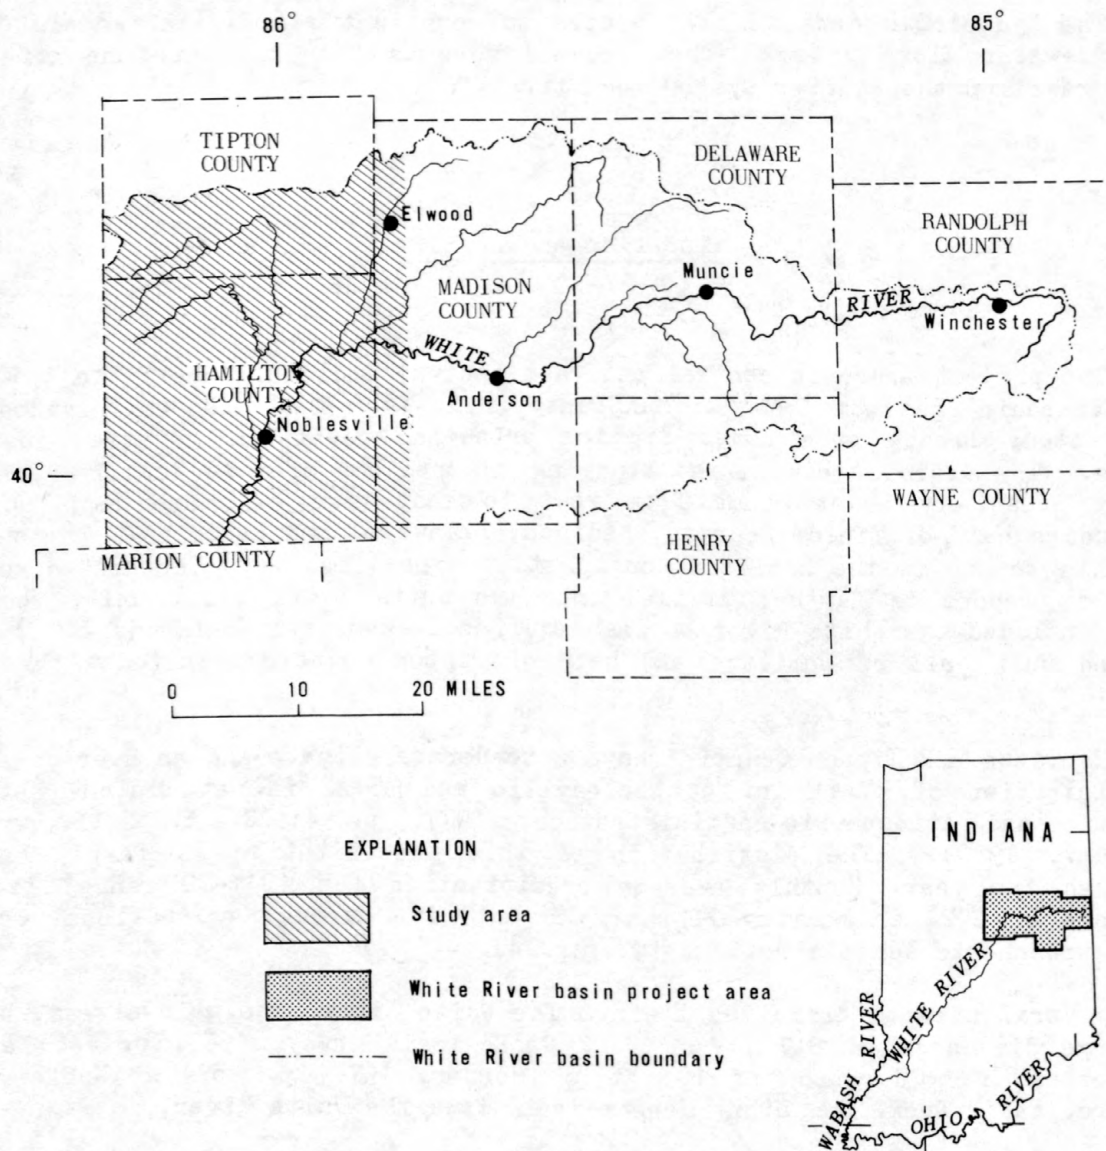 86°
85°
TIPTON
COUNTY
DELAWARE
COUNTY
Elwood
RANDOLPH
COUNTY
Muncie
MADISON
COUNTY
RIVER
Winchester
WHITE
HAMILTON
COUNTY
Anderson
Noblesville
40°
WAYNE COUNTY
MARION COUNTY
HENRY
COUNTY
0 10 20 MILES
INDIANA
EXPLANATION
Study area
White River basin project area
White River basin boundary
WABASH RIVER
WHITE RIVER
OHIO RIVER